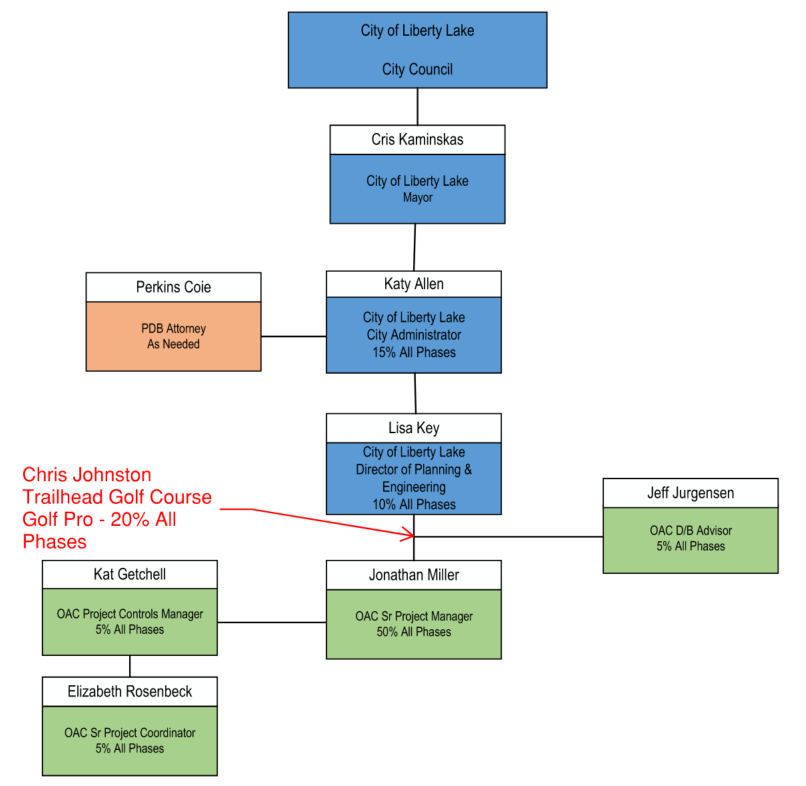 City of Liberty Lake
City Council
Cris Kaminskas
City of Liberty Lake
Mayor
Perkins Coie
PDB Attorney
As Needed
Katy Allen
City of Liberty Lake
City Administrator
15% All Phases
Lisa Key
City of Liberty Lake
Director of Planning &
Engineering
10% All Phases
Chris Johnston
Trailhead Golf Course
Golf Pro - 20% All
Phases
Jeff Jurgensen
OAC D/B Advisor
5% All Phases
Kat Getchell
OAC Project Controls Manager
5% All Phases
Jonathan Miller
OAC Sr Project Manager
50% All Phases
Elizabeth Rosenbeck
OAC Sr Project Coordinator
5% All Phases